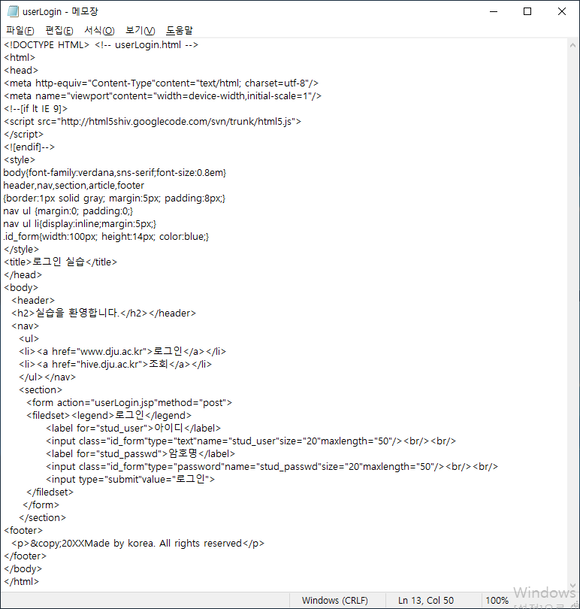 userLogin - 메모장
파일(F) 편집(E) 서식(O) 보기(V) 도움말
<!DOCTYPE HTML> <!-- userLogin.html -->
<html>
<head>
<meta http-equiv="Content-Type"content="text/html; charset=utf-8"/>
<meta name="viewport"content="width=device-width,initial-scale=1"/>
<!--[if lt IE 9]>
<script src="http://html5shiv.googlecode.com/svn/trunk/html5.js">
</script>
<![endif]-->
<style>
body{font-family:verdana,sns-serif;font-size:0.8em}
header,nav,section,article,footer
{border:1px solid gray; margin:5px; padding:8px;}
nav ul {margin:0; padding:0;}
nav ul li{display:inline;margin:5px;}
.id_form{width:100px; height:14px; color:blue;}
</style>
<title>로그인 실습</title>
</head>
<body>
<header>
<h2>실습을 환영합니다.</h2></header>
<nav>
<ul>
<li><a href="www.dju.ac.kr">로그인</a></li>
<li><a href="hive.dju.ac.kr">조회</a></li>
</ul></nav>
<section>
<form action="userLogin.jsp"method="post">
<filedset><legend>로그인</legend>
<label for="stud_user">아이디</label>
<input class="id_form"type="text"name="stud_user"size="20"maxlength="50"/><br/><br/>
<label for="stud_passwd">암호명</label>
<input class="id_form"type="password"name="stud_passwd"size="20"maxlength="50"/><br/><br/>
<input type="submit"value="로그인">
</filedset>
</form>
</section>
<footer>
<p>&copy;20XXMade by korea. All rights reserved</p>
</footer>
</body>
</html>
Windows (CRLF) Ln 13, Col 50 100%
Windows